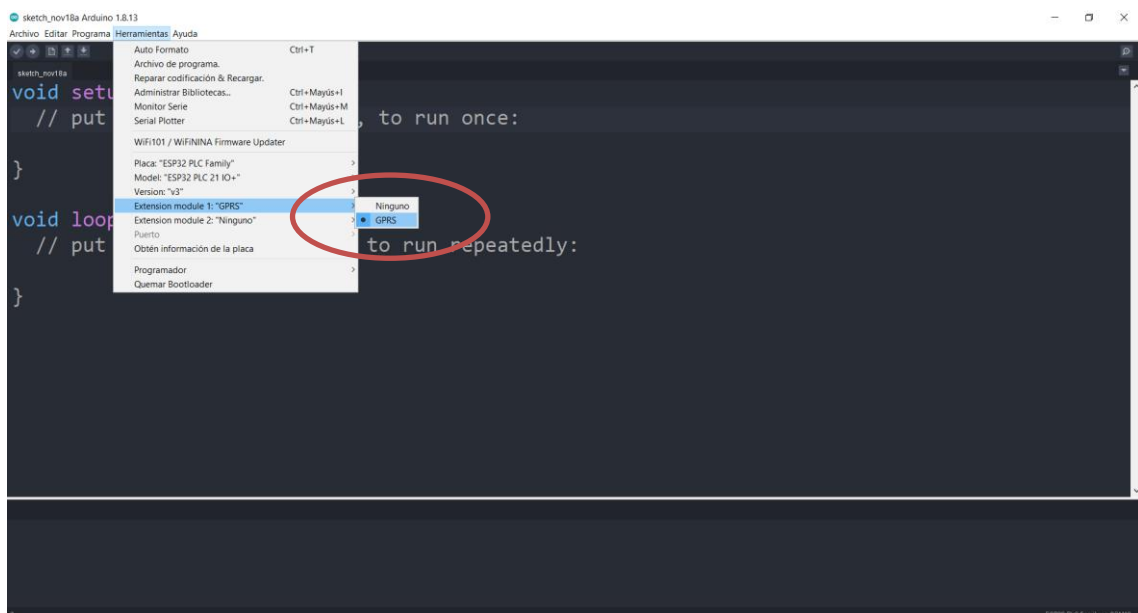 sketch_nov18a Arduino 1.8.13
Archivo Editar Programa Herramientas Ayuda
sketch_nov18a
Auto Formato Ctrl+T
Archivo de programa.
Reparar codificación & Recargar.
Administrar Bibliotecas... Ctrl+Mayús+I
Monitor Serie Ctrl+Mayús+M
Serial Plotter Ctrl+Mayús+L
WiFi101 / WiFiNINA Firmware Updater
Placa: "ESP32 PLC Family"
Model: "ESP32 PLC 21 IO+"
Version: "v3"
Extension module 1: "GPRS"
Extension module 2: "Ninguno"
Puerto
Obtén información de la placa
Programador
Quemar Bootloader
Ninguno
GPRS
void setu
// put , to run once:
}
void loop
// put to run repeatedly:
}